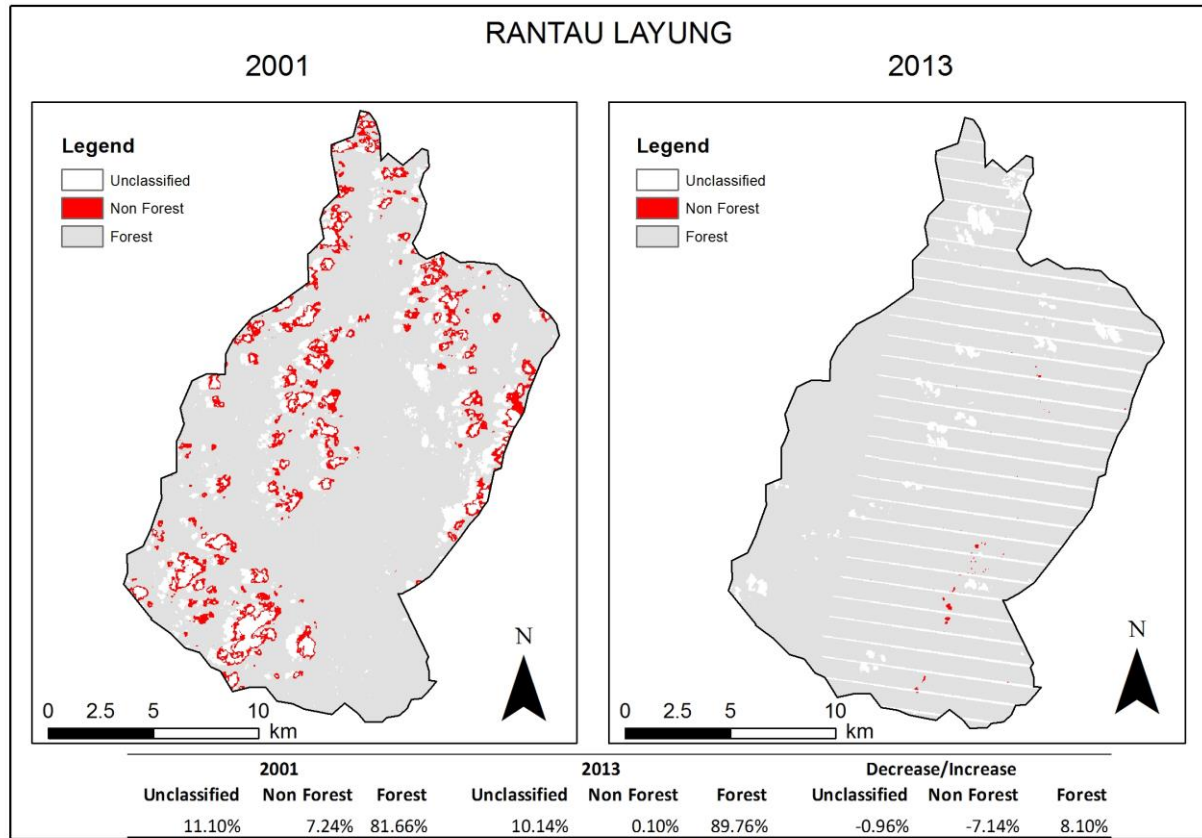 RANTAU LAYUNG
2001
2013
Legend
Unclassified
Non Forest
Forest
N
0 2.5 5 10
km
Legend
Unclassified
Non Forest
Forest
N
0 2.5 5 10
km
2001 2013 Decrease/Increase
Unclassified Non Forest Forest Unclassified Non Forest Forest Unclassified Non Forest Forest
11.10% 7.24% 81.66% 10.14% 0.10% 89.76% -0.96% -7.14% 8.10%